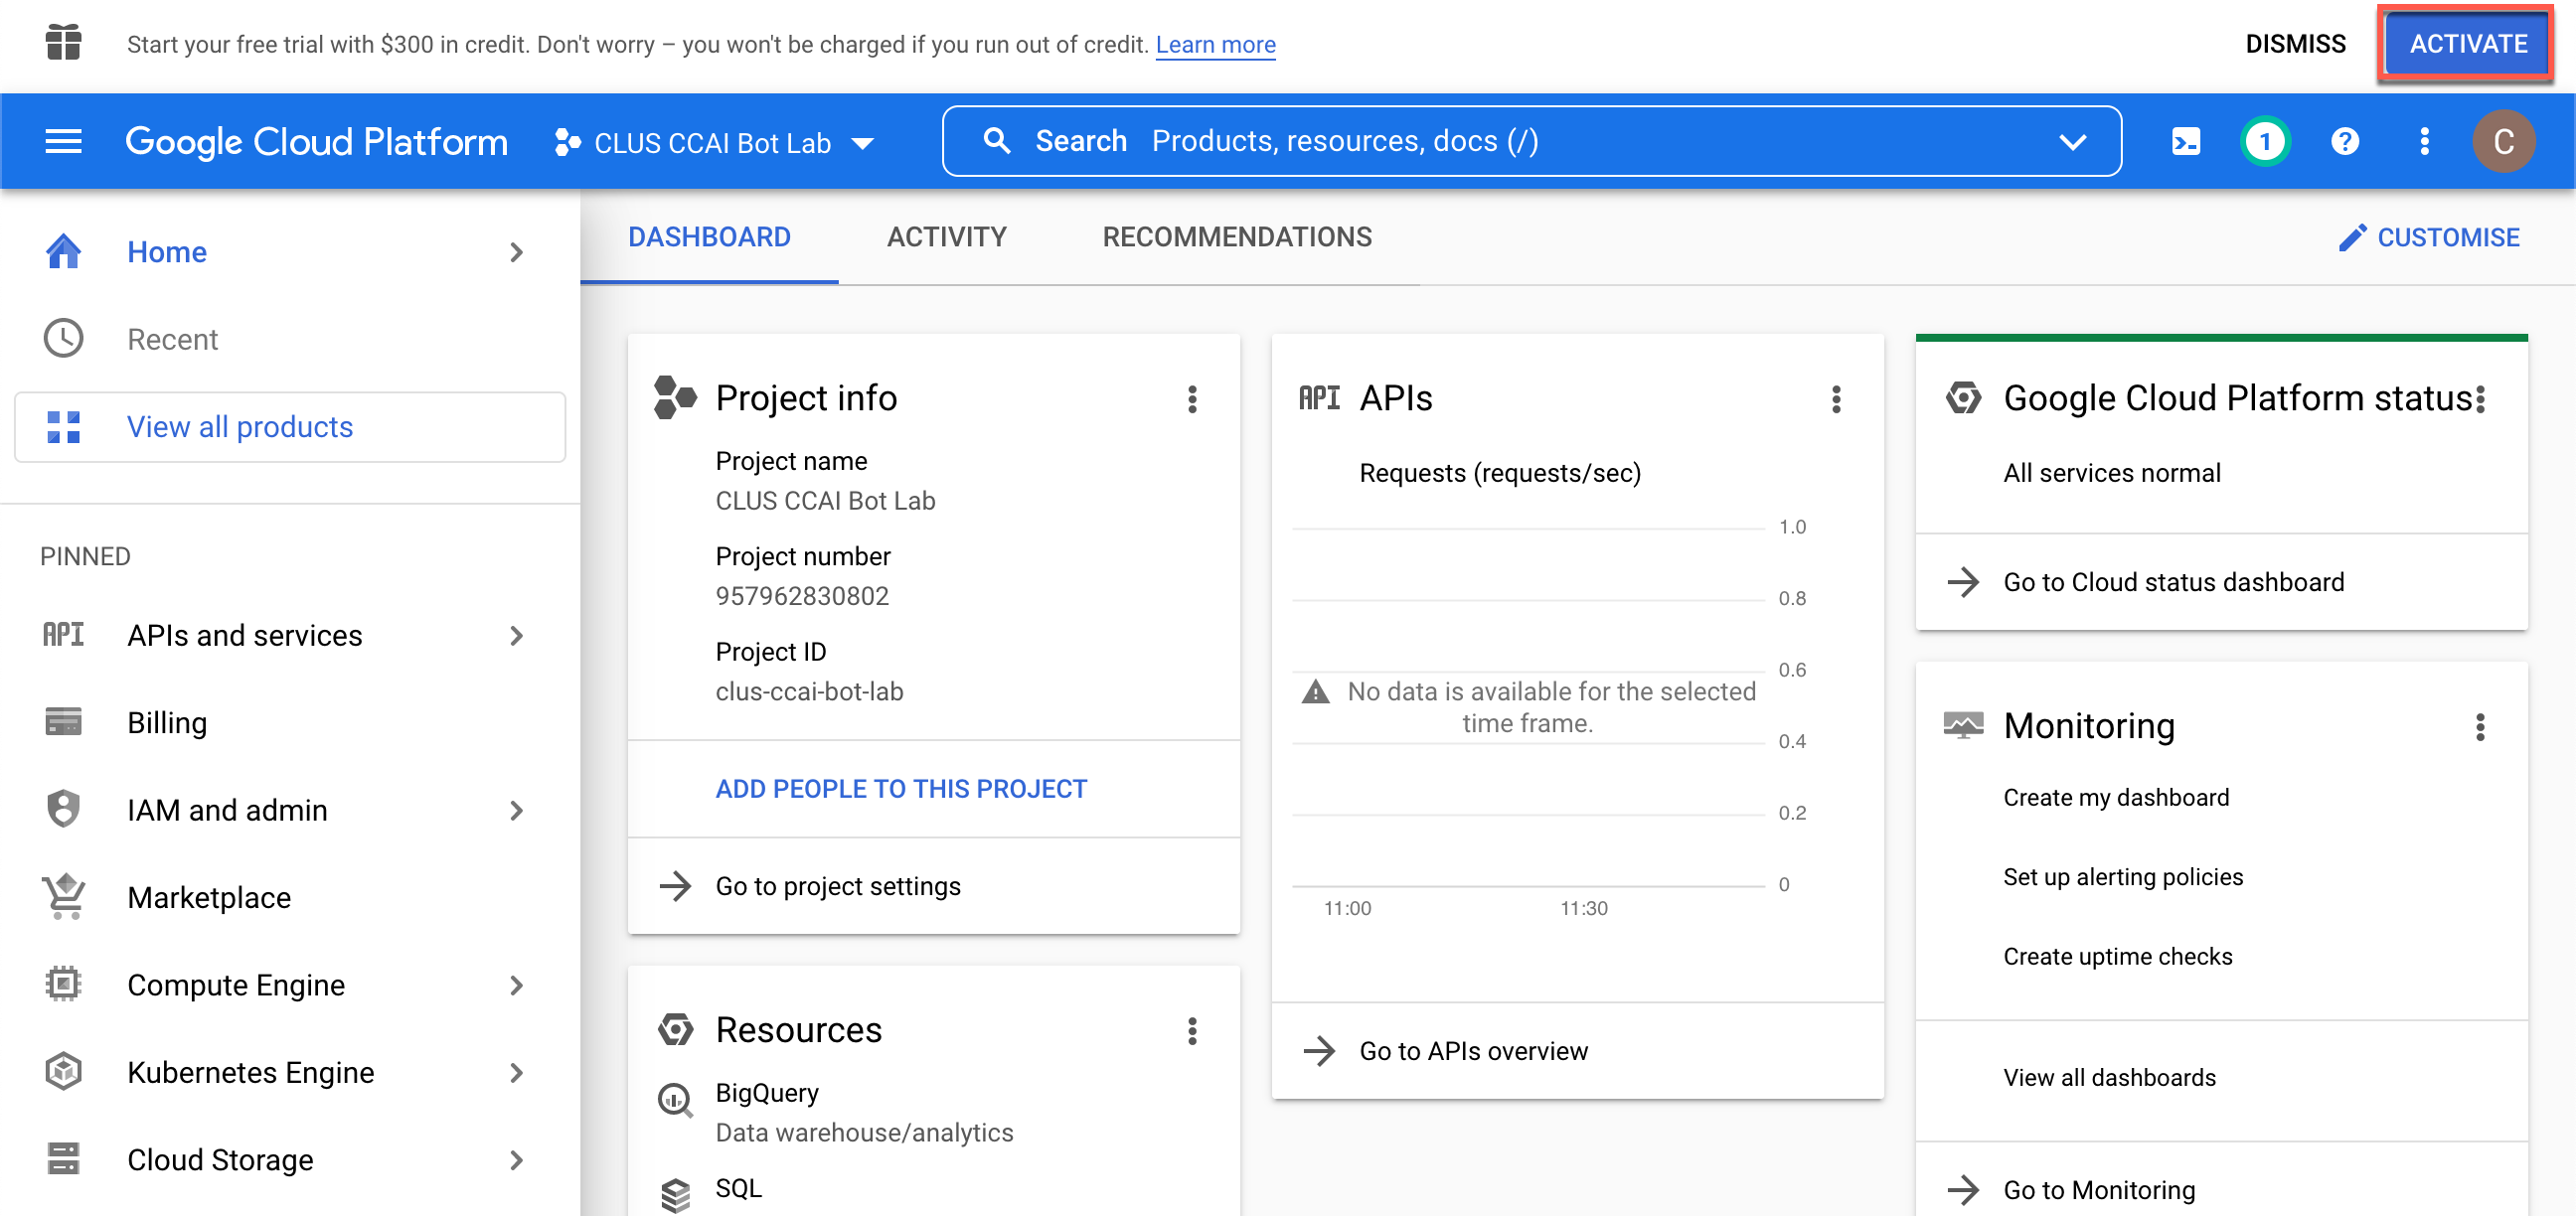 Start your free trial with $300 in credit. Don't worry – you won't be charged if you run out of credit. Learn more
DISMISS
ACTIVATE
Google Cloud Platform
CLUS CCAI Bot Lab
Search Products, resources, docs (/)
1
C
Home
Recent
View all products
PINNED
API APIs and services
Billing
IAM and admin
Marketplace
Compute Engine
Kubernetes Engine
Cloud Storage
DASHBOARD
ACTIVITY
RECOMMENDATIONS
CUSTOMISE
Project info
Project name
CLUS CCAI Bot Lab
Project number
957962830802
Project ID
clus-ccai-bot-lab
ADD PEOPLE TO THIS PROJECT
Go to project settings
Resources
BigQuery
Data warehouse/analytics
SQL
API APIs
Requests (requests/sec)
1.0
0.8
0.6
No data is available for the selected
time frame.
0.4
0.2
0
11:00
11:30
Go to APIs overview
Google Cloud Platform status
All services normal
Go to Cloud status dashboard
Monitoring
Create my dashboard
Set up alerting policies
Create uptime checks
View all dashboards
Go to Monitoring